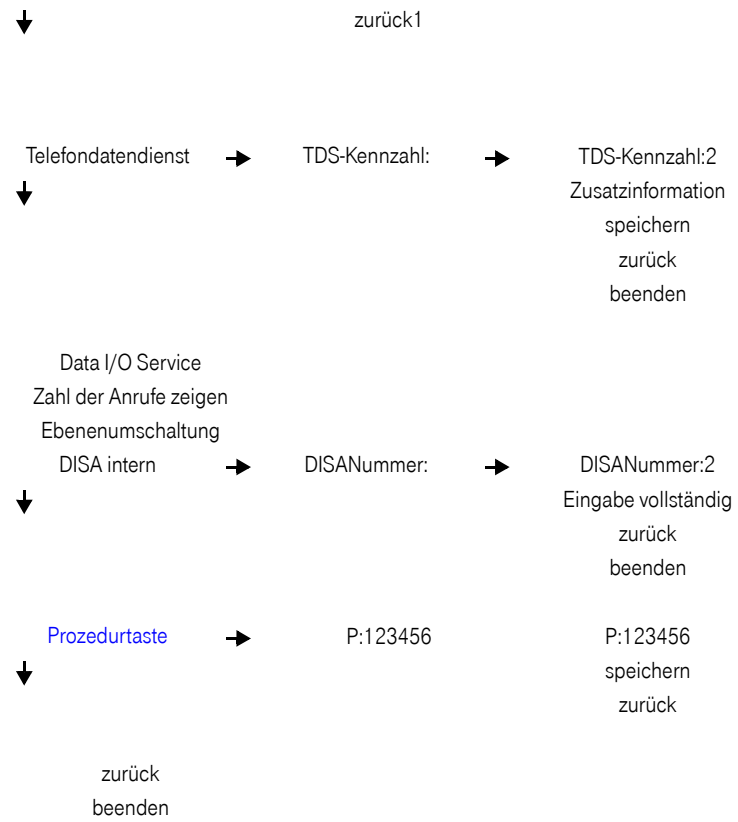 zurück1
Telefondatendienst TDS-Kennzahl: TDS-Kennzahl:2
Zusatzinformation
speichern
zurück
beenden
Data I/O Service
Zahl der Anrufe zeigen
Ebenenumschaltung
DISA intern DISANummer: DISANummer:2
Eingabe vollständig
zurück
beenden
Prozedurtaste P:123456 P:123456
speichern
zurück
zurück
beenden